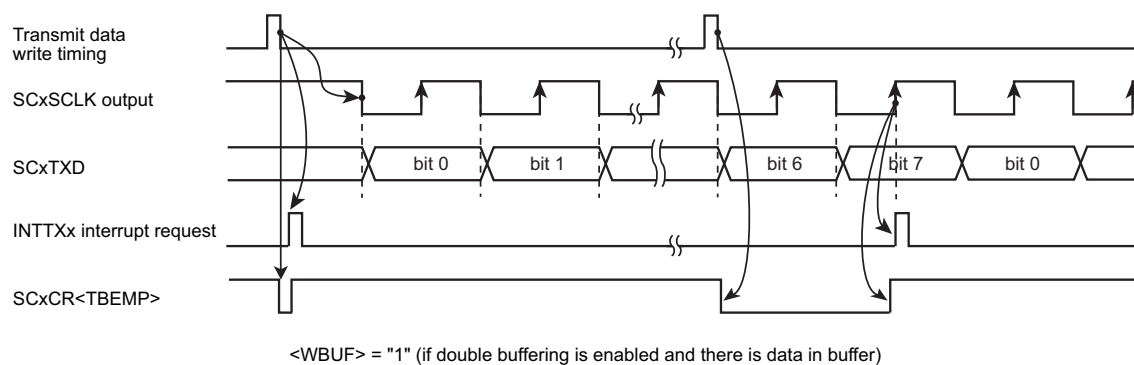 Transmit data
write timing
SCxSCLK output
SCxTXD
bit 0
bit 1
bit 6
bit 7
bit 0
INTTXx interrupt request
SCxCR<TBEMP>
<WBUF> = "1" (if double buffering is enabled and there is data in buffer)